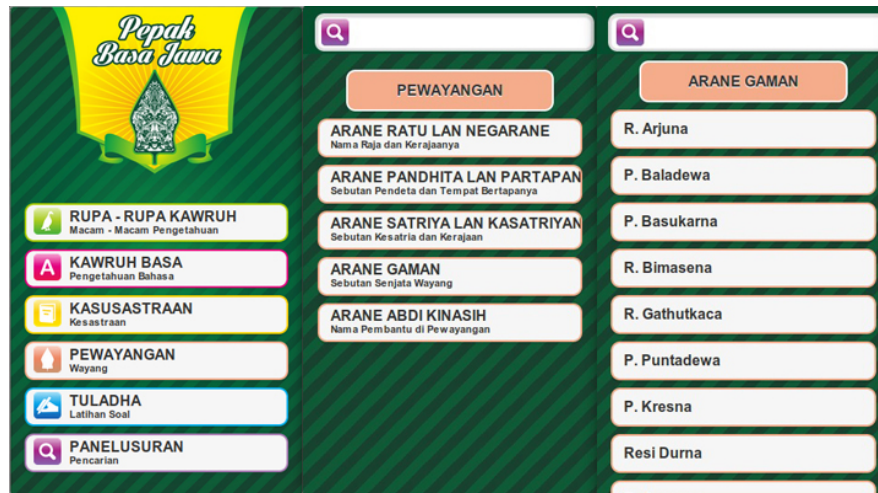 Pepak
Basa Jawa
RUPA - RUPA KAWRUH
Macam - Macam Pengetahuan
KAWRUH BASA
Pengetahuan Bahasa
KASUSASTRAAN
Kesastraan
PEWAYANGAN
Wayang
TULADHA
Latihan Soal
PANELUSURAN
Pencarian
PEWAYANGAN
ARANE RATU LAN NEGARANE
Nama Raja dan Kerajaanya
ARANE PANDHITA LAN PARTAPAN
Sebutan Pendeta dan Tempat Bertapanya
ARANE SATRIYA LAN KASATRIYAN
Sebutan Kesatria dan Kerajaan
ARANE GAMAN
Sebutan Senjata Wayang
ARANE ABDI KINASIH
Nama Pembantu di Pewayangan
ARANE GAMAN
R. Arjuna
P. Baladewa
P. Basukarna
R. Bimasena
R. Gathutkaca
P. Puntadewa
P. Kresna
Resi Durna